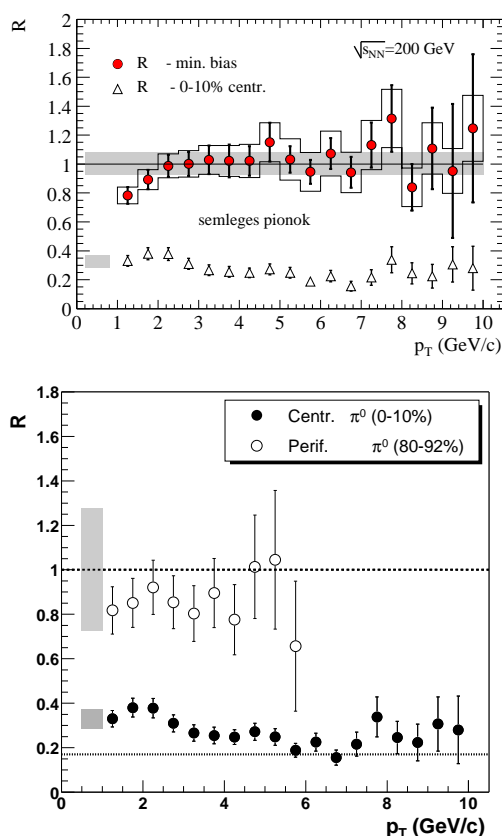 R
2
√s_NN=200 GeV
1.8
R - min. bias
1.6
R - 0-10% centr.
1.4
1.2
1
0.8
0.6
semleges pionok
0.4
0.2
0
0 1 2 3 4 5 6 7 8 9 10
p_T (GeV/c)
R
1.8
1.6
Centr. π⁰ (0-10%)
Perif. π⁰ (80-92%)
1.4
1.2
1
0.8
0.6
0.4
0.2
0
0 2 4 6 8 10
p_T (GeV/c)